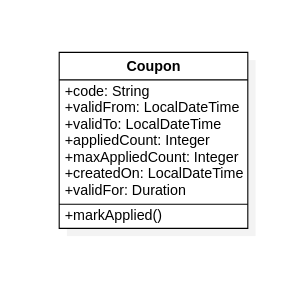 Coupon
+code: String
+validFrom: LocalDateTime
+validTo: LocalDateTime
+appliedCount: Integer
+maxAppliedCount: Integer
+createdOn: LocalDateTime
+validFor: Duration
+markApplied()